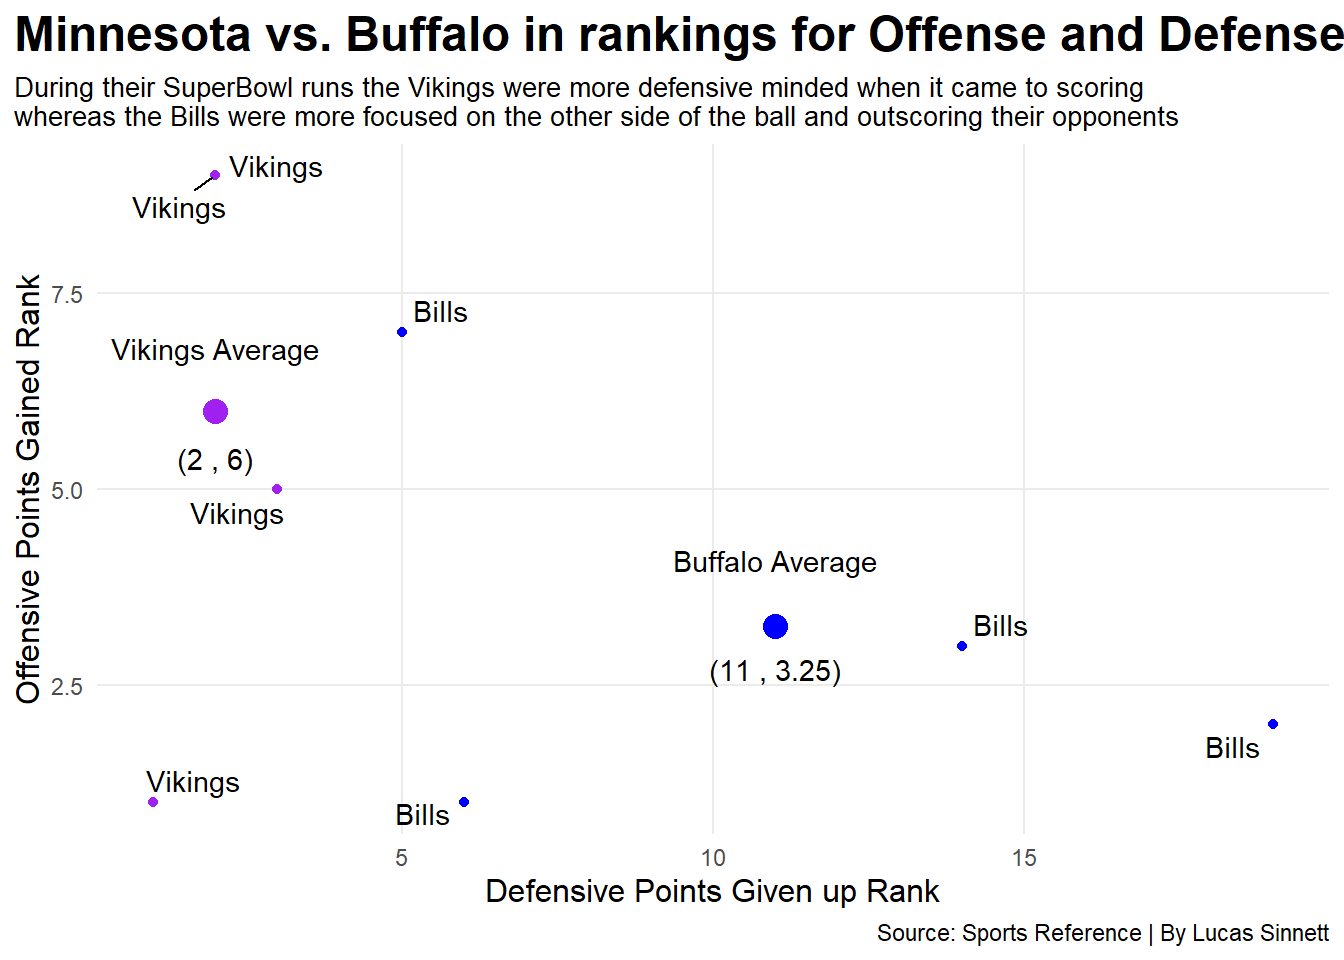 Minnesota vs. Buffalo in rankings for Offense and Defense
During their SuperBowl runs the Vikings were more defensive minded when it came to scoring
whereas the Bills were more focused on the other side of the ball and outscoring their opponents
Vikings
Vikings
7.5
Bills
Vikings Average
(2 , 6)
5.0
Vikings
Buffalo Average
Bills
(11 , 3.25)
2.5
Bills
Vikings
Bills
Offensive Points Gained Rank
5
10
15
Defensive Points Given up Rank
Source: Sports Reference | By Lucas Sinnett